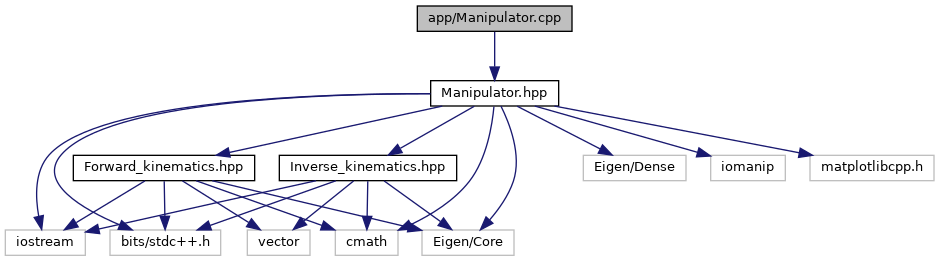 app/Manipulator.cpp
Manipulator.hpp
Forward_kinematics.hpp
Inverse_kinematics.hpp
Eigen/Dense
iomanip
matplotlibcpp.h
iostream
bits/stdc++.h
vector
cmath
Eigen/Core